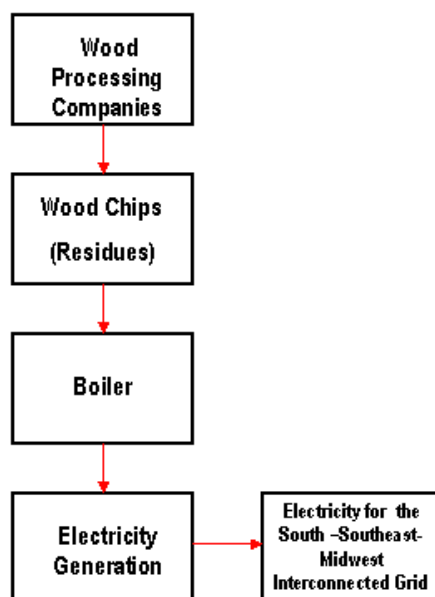 Wood
Processing
Companies
Wood Chips
(Residues)
Boiler
Electricity
Generation
Electricity for the
South –Southeast-
Midwest
Interconnected Grid